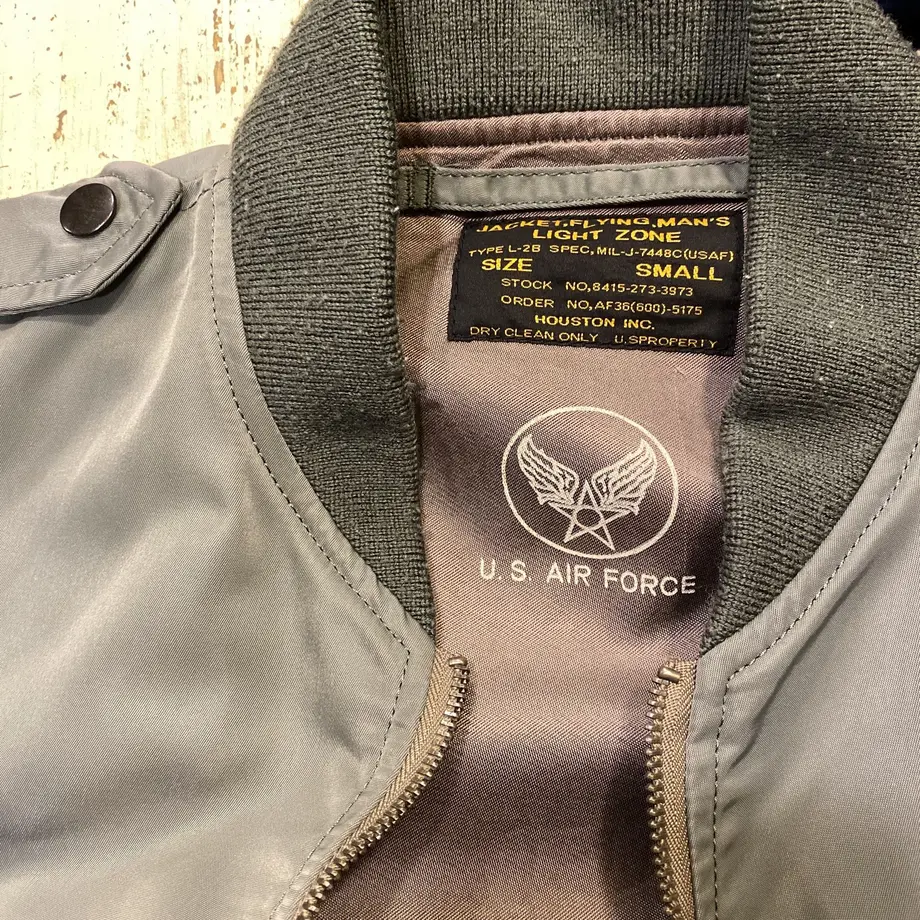 JACKET,FLYING,MAN'S
LIGHT ZONE
TYPE L-2B SPEC,MIL-J-7448C(USAF)
SIZE SMALL
STOCK NO,8415-273-3973
ORDER NO,AF36(600)-5175
HOUSTON INC.
DRY CLEAN ONLY U.SPROPERTY
U.S. AIR FORCE